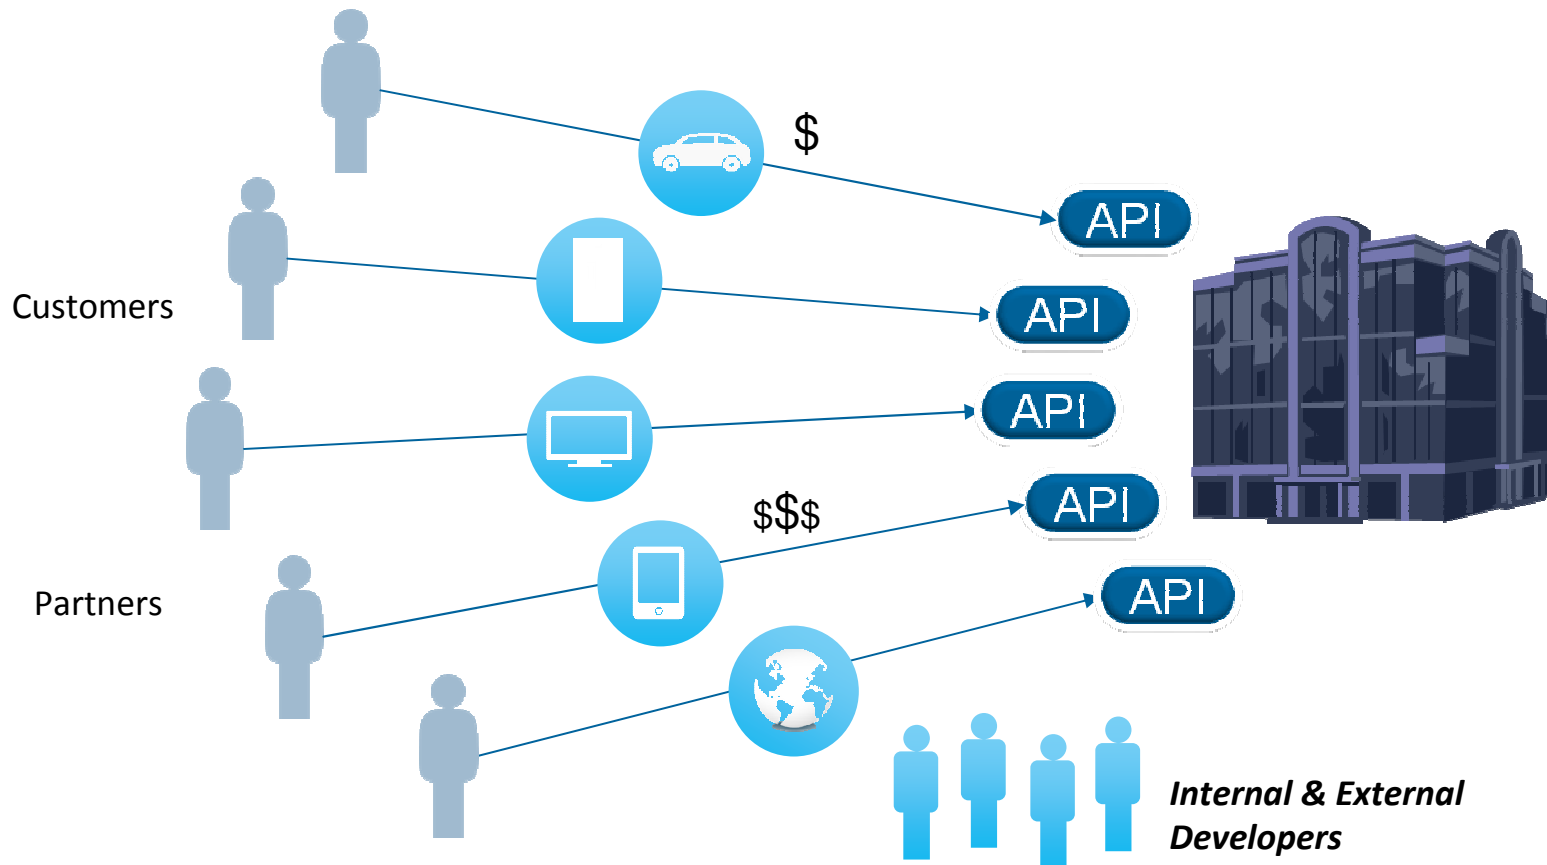 $
API
API
Customers
API
API
$$$
API
Partners
Internal & External
Developers